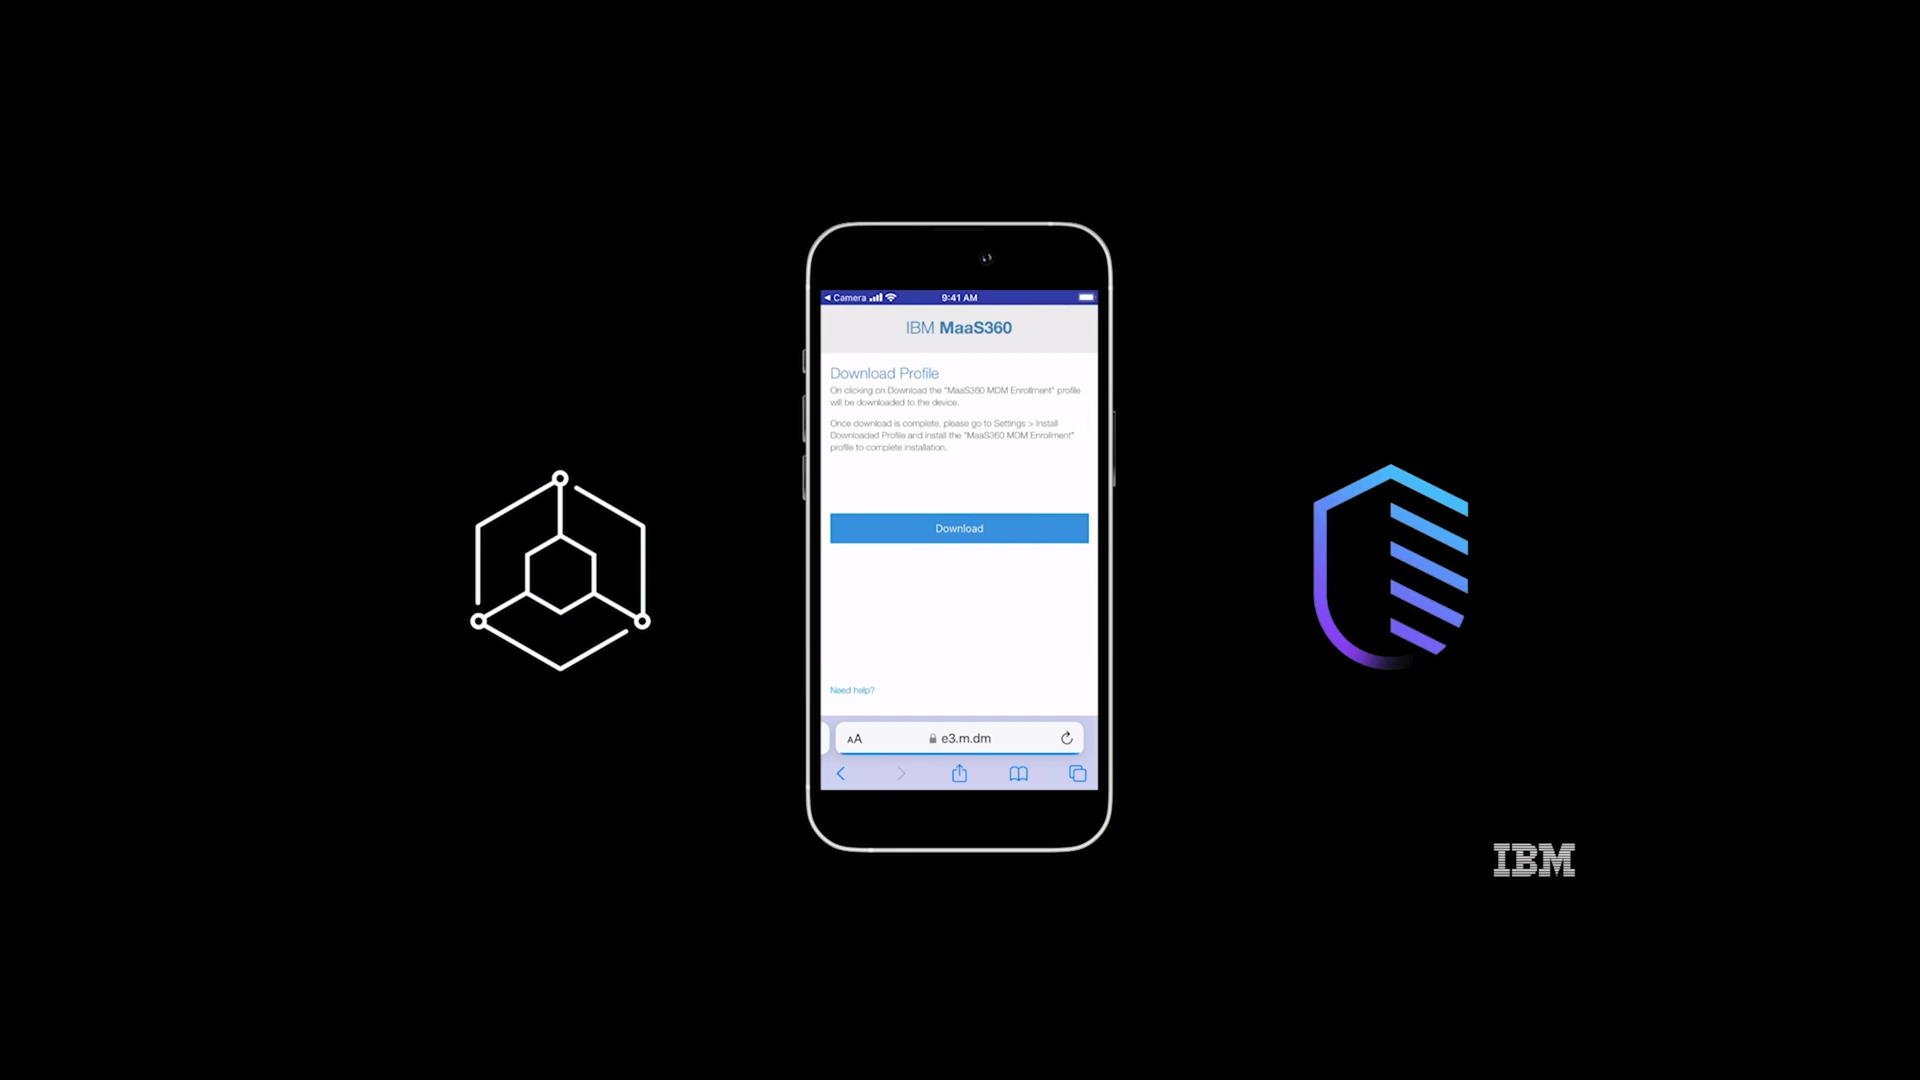 ◀ Camera 9:41 AM
IBM MaaS360
Download Profile
On clicking on Download the "MaaS360 MDM Enrollment" profile
will be downloaded to the device.
Once download is complete, please go to Settings > Install
Downloaded Profile and install the "MaaS360 MDM Enrollment"
profile to complete installation.
Download
Need help?
AA e3.m.dm
IBM